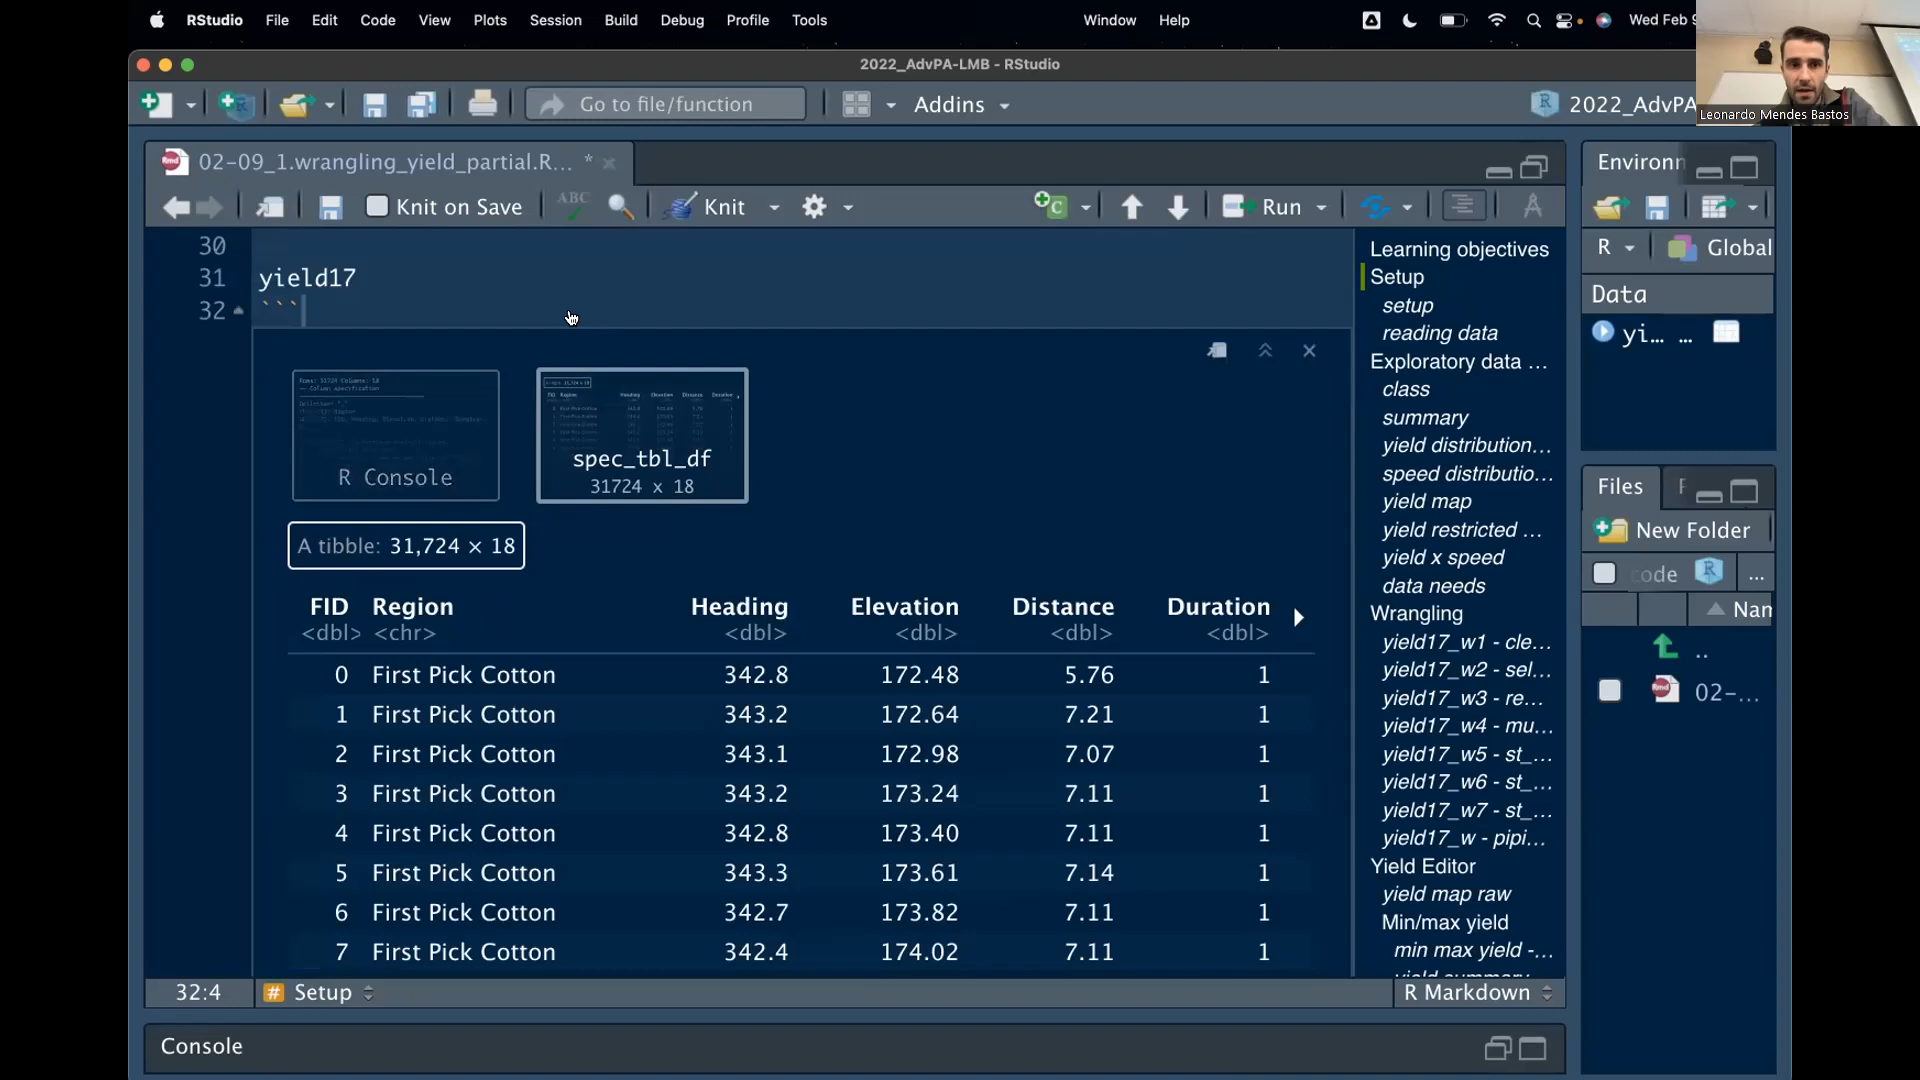 RStudio File Edit Code View Plots Session Build Debug Profile Tools Window Help Wed Feb 9
2022_AdvPA-LMB - RStudio
Go to file/function Addins 2022_AdvPA
Leonardo Mendes Bastos
02-09_1.wrangling_yield_partial.R... *
Knit on Save ABC Knit Run
30
31 yield17
32 ```
Rows: 31724 Columns: 18
R Console
spec_tbl_df
31724 x 18
A tibble: 31,724 × 18
FID Region Heading Elevation Distance Duration
<dbl> <chr> <dbl> <dbl> <dbl> <dbl>
0 First Pick Cotton 342.8 172.48 5.76 1
1 First Pick Cotton 343.2 172.64 7.21 1
2 First Pick Cotton 343.1 172.98 7.07 1
3 First Pick Cotton 343.2 173.24 7.11 1
4 First Pick Cotton 342.8 173.40 7.11 1
5 First Pick Cotton 343.3 173.61 7.14 1
6 First Pick Cotton 342.7 173.82 7.11 1
7 First Pick Cotton 342.4 174.02 7.11 1
32:4 # Setup R Markdown
Console
Learning objectives
Setup
setup
reading data
Exploratory data ...
class
summary
yield distribution...
speed distributio...
yield map
yield restricted ...
yield x speed
data needs
Wrangling
yield17_w1 - cle...
yield17_w2 - sel...
yield17_w3 - re...
yield17_w4 - mu...
yield17_w5 - st_...
yield17_w6 - st_...
yield17_w7 - st_...
yield17_w - pipi...
Yield Editor
yield map raw
Min/max yield
min max yield -...
yield summary
Environn
R Global
Data
yi... ...
Files
New Folder
code ...
Nan
..
02-...